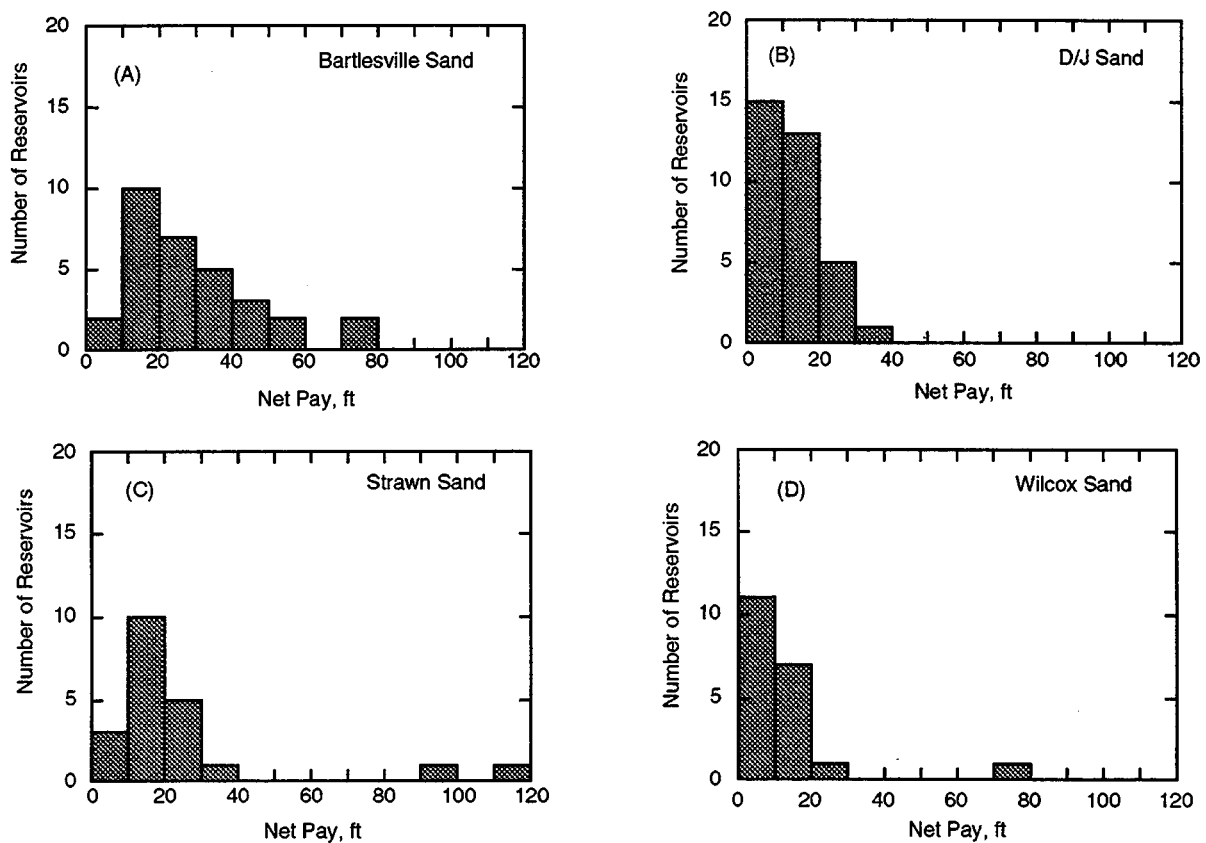 20
15
10
5
0
Number of Reservoirs
(A)
Bartlesville Sand
0 20 40 60 80 100 120
Net Pay, ft
20
15
10
5
0
Number of Reservoirs
(B)
D/J Sand
0 20 40 60 80 100 120
Net Pay, ft
20
15
10
5
0
Number of Reservoirs
(C)
Strawn Sand
0 20 40 60 80 100 120
Net Pay, ft
20
15
10
5
0
Number of Reservoirs
(D)
Wilcox Sand
0 20 40 60 80 100 120
Net Pay, ft